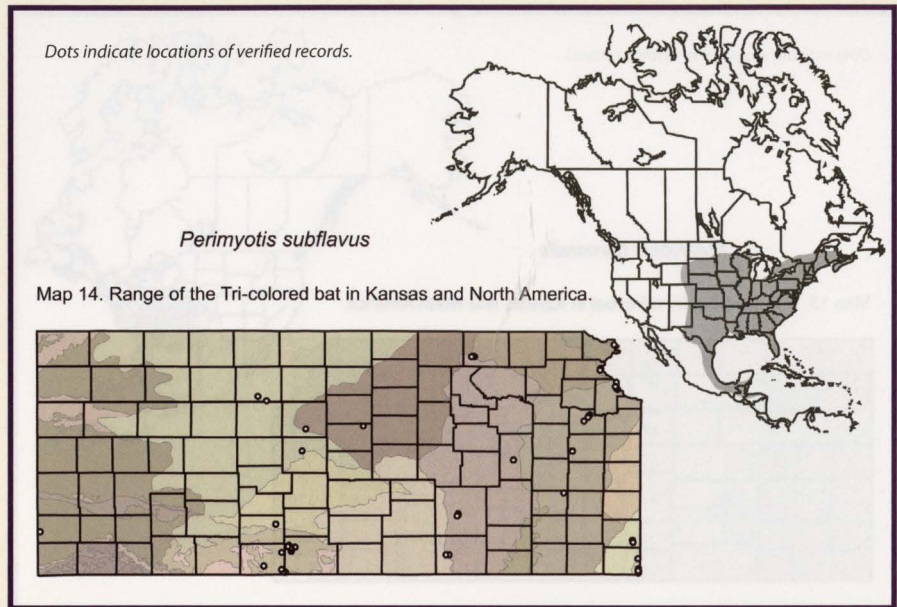 Dots indicate locations of verified records.
Perimyotis subflavus
Map 14. Range of the Tri-colored bat in Kansas and North America.